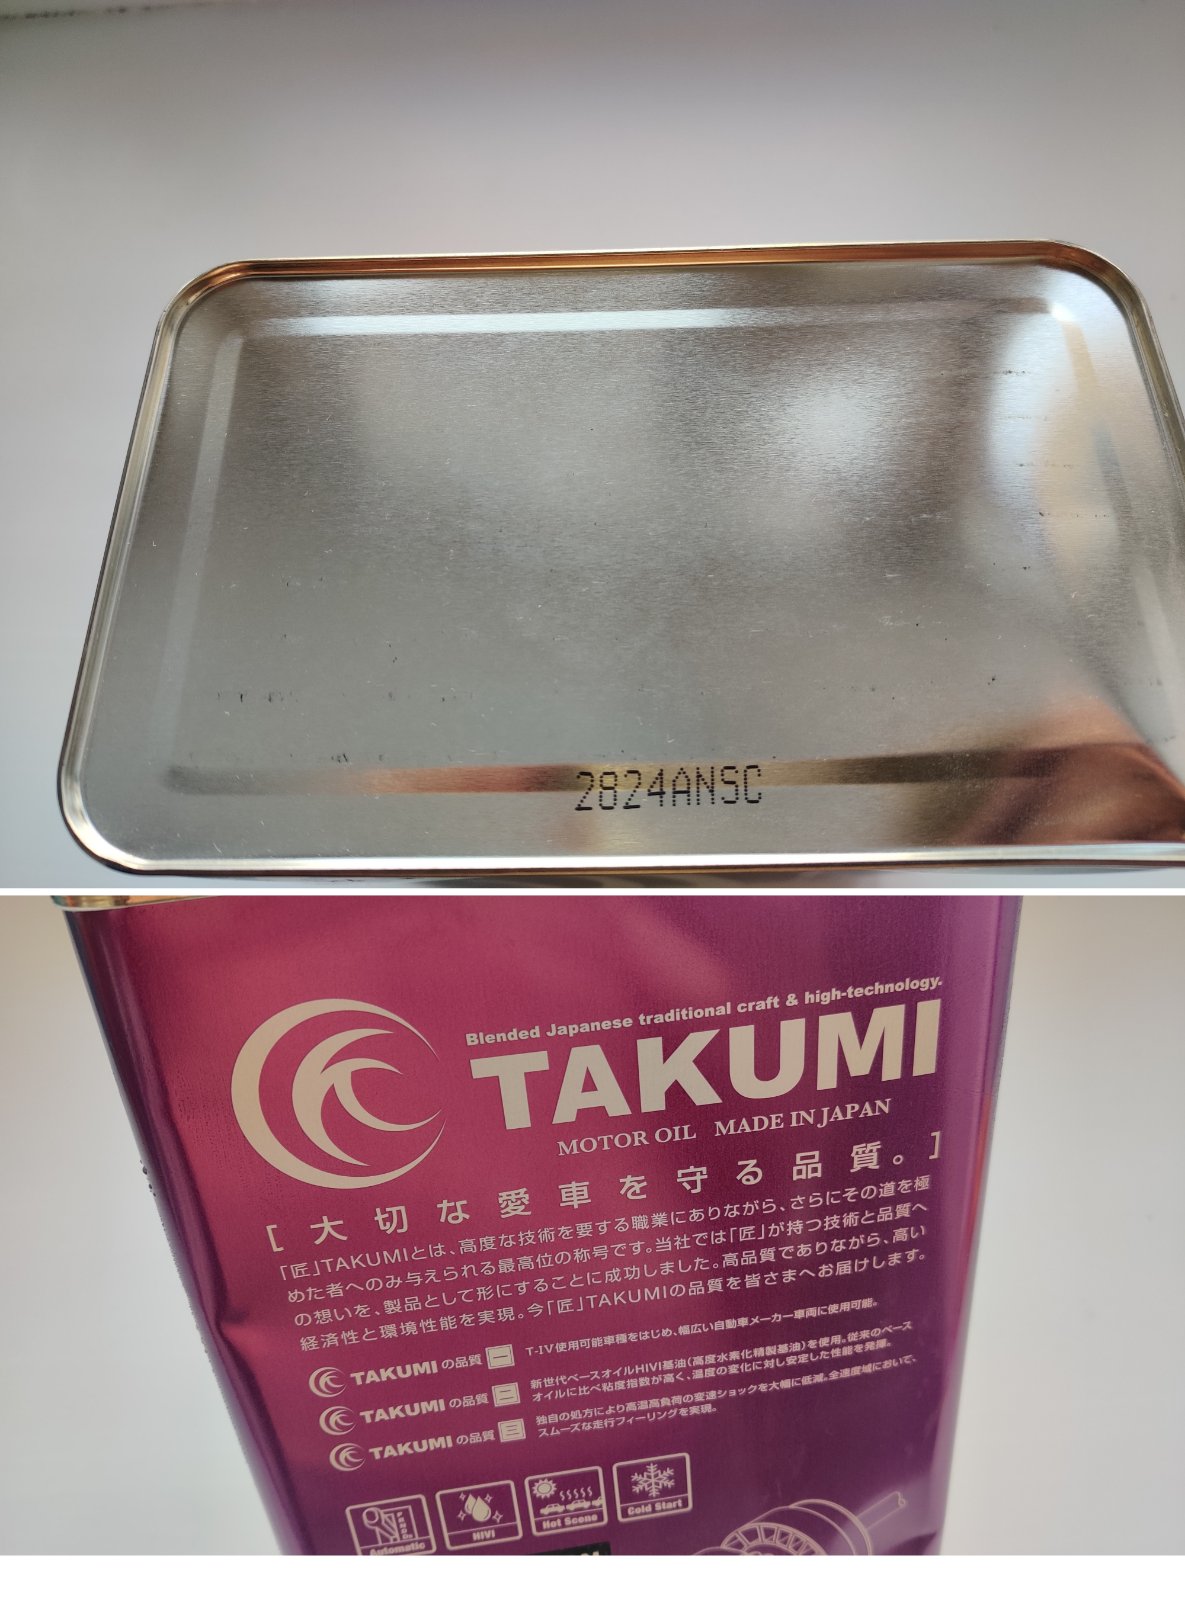 2824ANSC
Blended Japanese traditional craft & high-technology.
TAKUMI
MOTOR OIL MADE IN JAPAN
[大切な愛車を守る品質。]
「匠」TAKUMIとは、高度な技術を要する職業にありながら、さらにその道を極
めた者へのみ与えられる最高位の称号です。当社では「匠」が持つ技術と品質へ
の想いを、製品として形にすることに成功しました。高品質でありながら、高い
経済性と環境性能を実現。今「匠」TAKUMIの品質を皆さまへお届けします。
TAKUMIの品質 一 T-IV使用可能車種をはじめ、幅広い自動車メーカー車両に使用可能。
TAKUMIの品質 二 新世代ベースオイルHIVI基油(高度水素化精製基油)を使用。従来のベース
オイルに比べ粘度指数が高く、温度の変化に対し安定した性能を発揮。
TAKUMIの品質 三 独自の処方により高温高負荷の変速ショックを大幅に低減。全速度域において、
スムーズな走行フィーリングを実現。
Automatic HIVI Hot Scene Cold Start